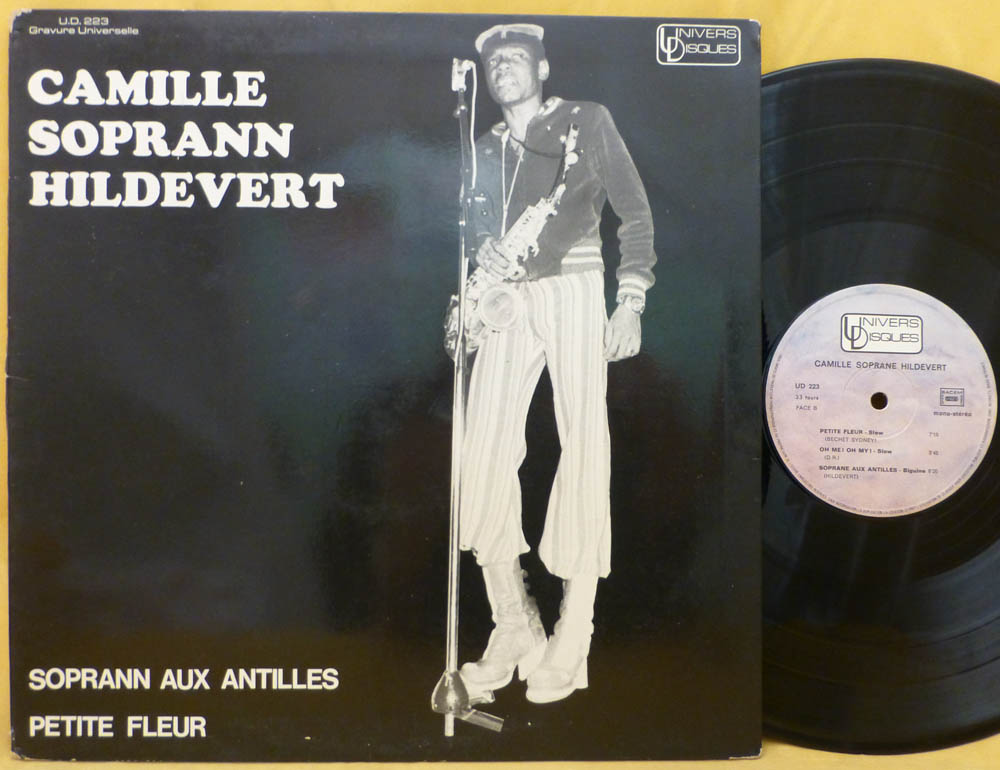 U.D. 223
Gravure Universelle
UNIVERS
DISQUES
CAMILLE
SOPRANN
HILDEVERT
SOPRANN AUX ANTILLES
PETITE FLEUR
UNIVERS
DISQUES
CAMILLE SOPRANE HILDEVERT
UD 223
33 tours
FACE B
SACEM
mono-stéréo
PETITE FLEUR - Slow
(BECHET SYDNEY)
OH ME! OH MY! - Slow
(D.R.)
SOPRANE AUX ANTILLES - Biguine
(HILDEVERT)